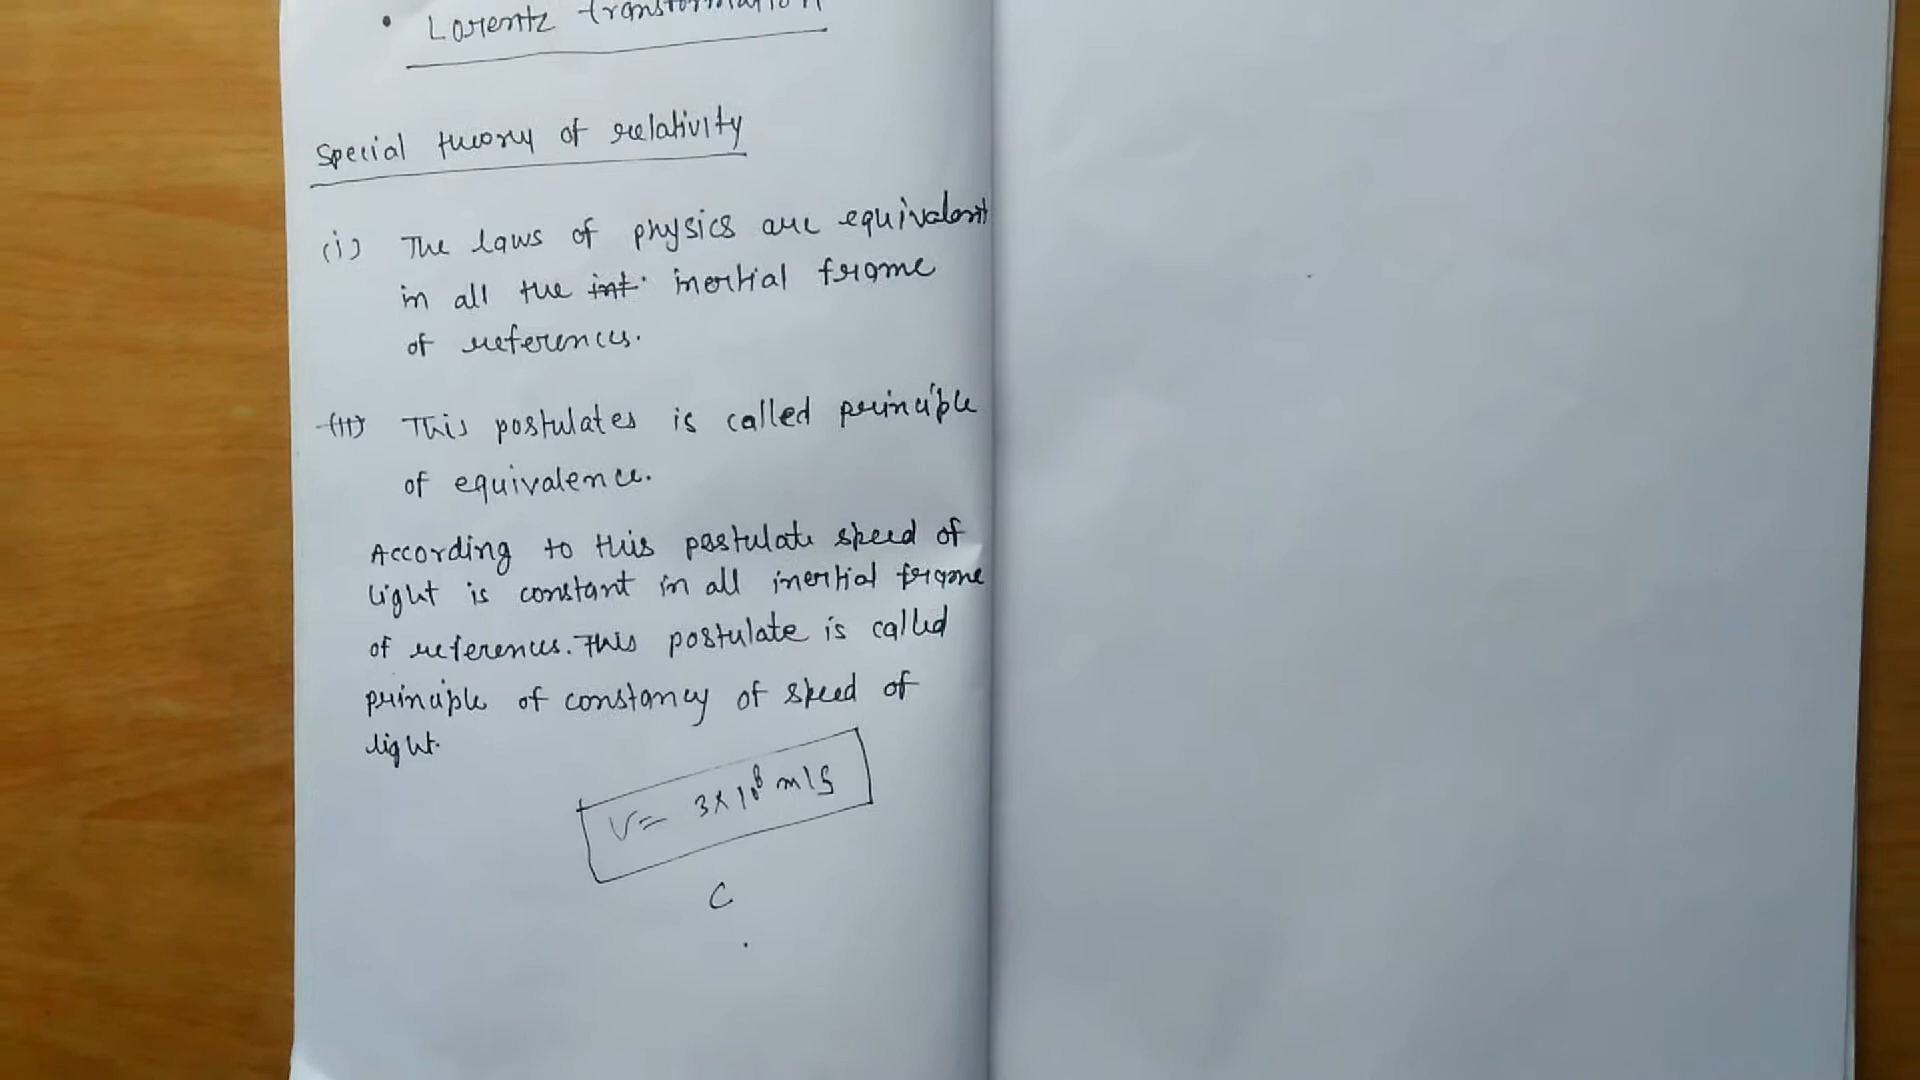 • Lorentz transformation
Special theory of relativity
(i) The laws of physics are equivalent
in all the int. inertial frame
of references.
(II) This postulates is called principle
of equivalence.
According to this postulate speed of
light is constant in all inertial frame
of references. This postulate is called
principle of constancy of speed of
light.
V = 3×10⁸ m/s
C